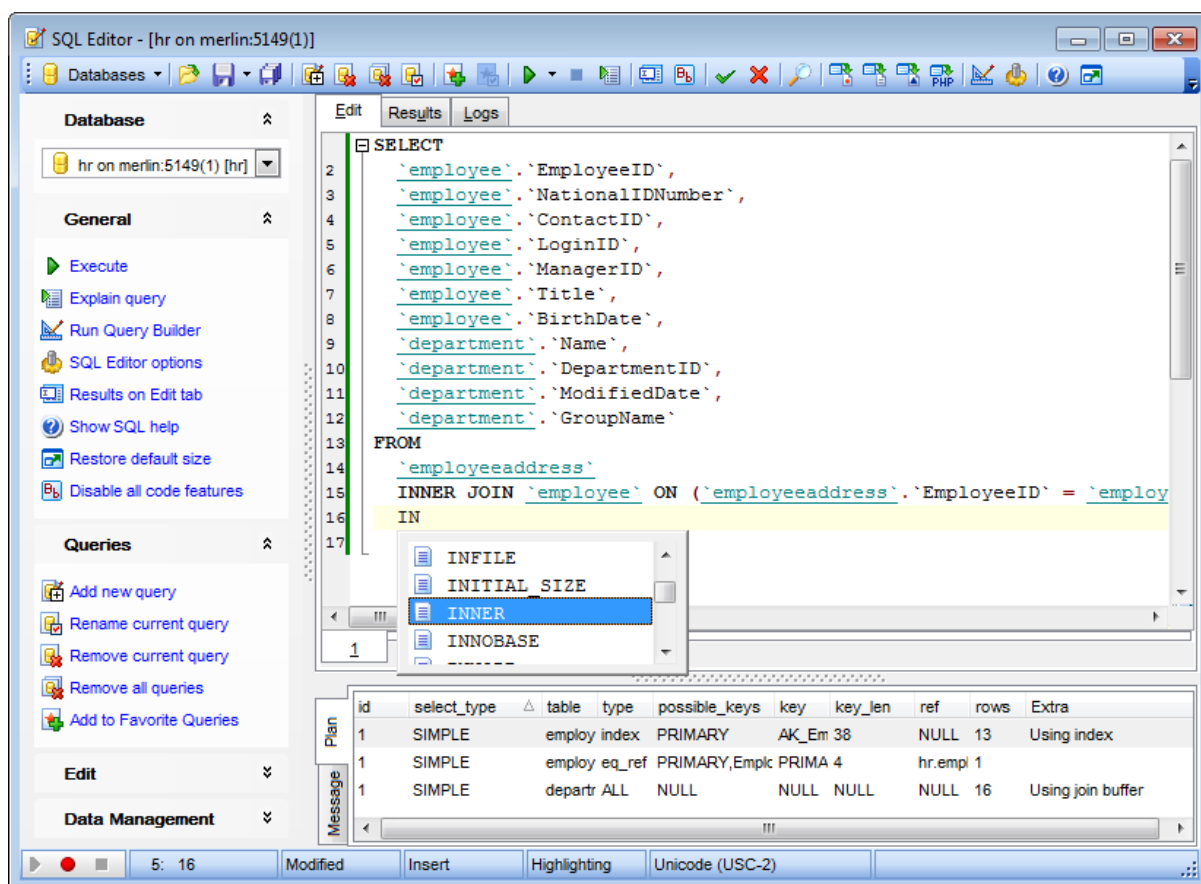 SQL Editor - [hr on merlin:5149(1)]
Databases
Database
hr on merlin:5149(1) [hr]
General
Execute
Explain query
Run Query Builder
SQL Editor options
Results on Edit tab
Show SQL help
Restore default size
Disable all code features
Queries
Add new query
Rename current query
Remove current query
Remove all queries
Add to Favorite Queries
Edit
Data Management
Edit Results Logs
SELECT
2 `employee`.`EmployeeID`,
3 `employee`.`NationalIDNumber`,
4 `employee`.`ContactID`,
5 `employee`.`LoginID`,
6 `employee`.`ManagerID`,
7 `employee`.`Title`,
8 `employee`.`BirthDate`,
9 `department`.`Name`,
10 `department`.`DepartmentID`,
11 `department`.`ModifiedDate`,
12 `department`.`GroupName`
13 FROM
14 `employeeaddress`
15 INNER JOIN `employee` ON (`employeeaddress`.`EmployeeID` = `employ
16 IN
17
INFILE
INITIAL_SIZE
INNER
INNOBASE
1
Plan
Message
id select_type table type possible_keys key key_len ref rows Extra
1 SIMPLE employ index PRIMARY AK_Em 38 NULL 13 Using index
1 SIMPLE employ eq_ref PRIMARY,Emplc PRIMA 4 hr.empl 1
1 SIMPLE departr ALL NULL NULL NULL NULL 16 Using join buffer
5: 16 Modified Insert Highlighting Unicode (USC-2)